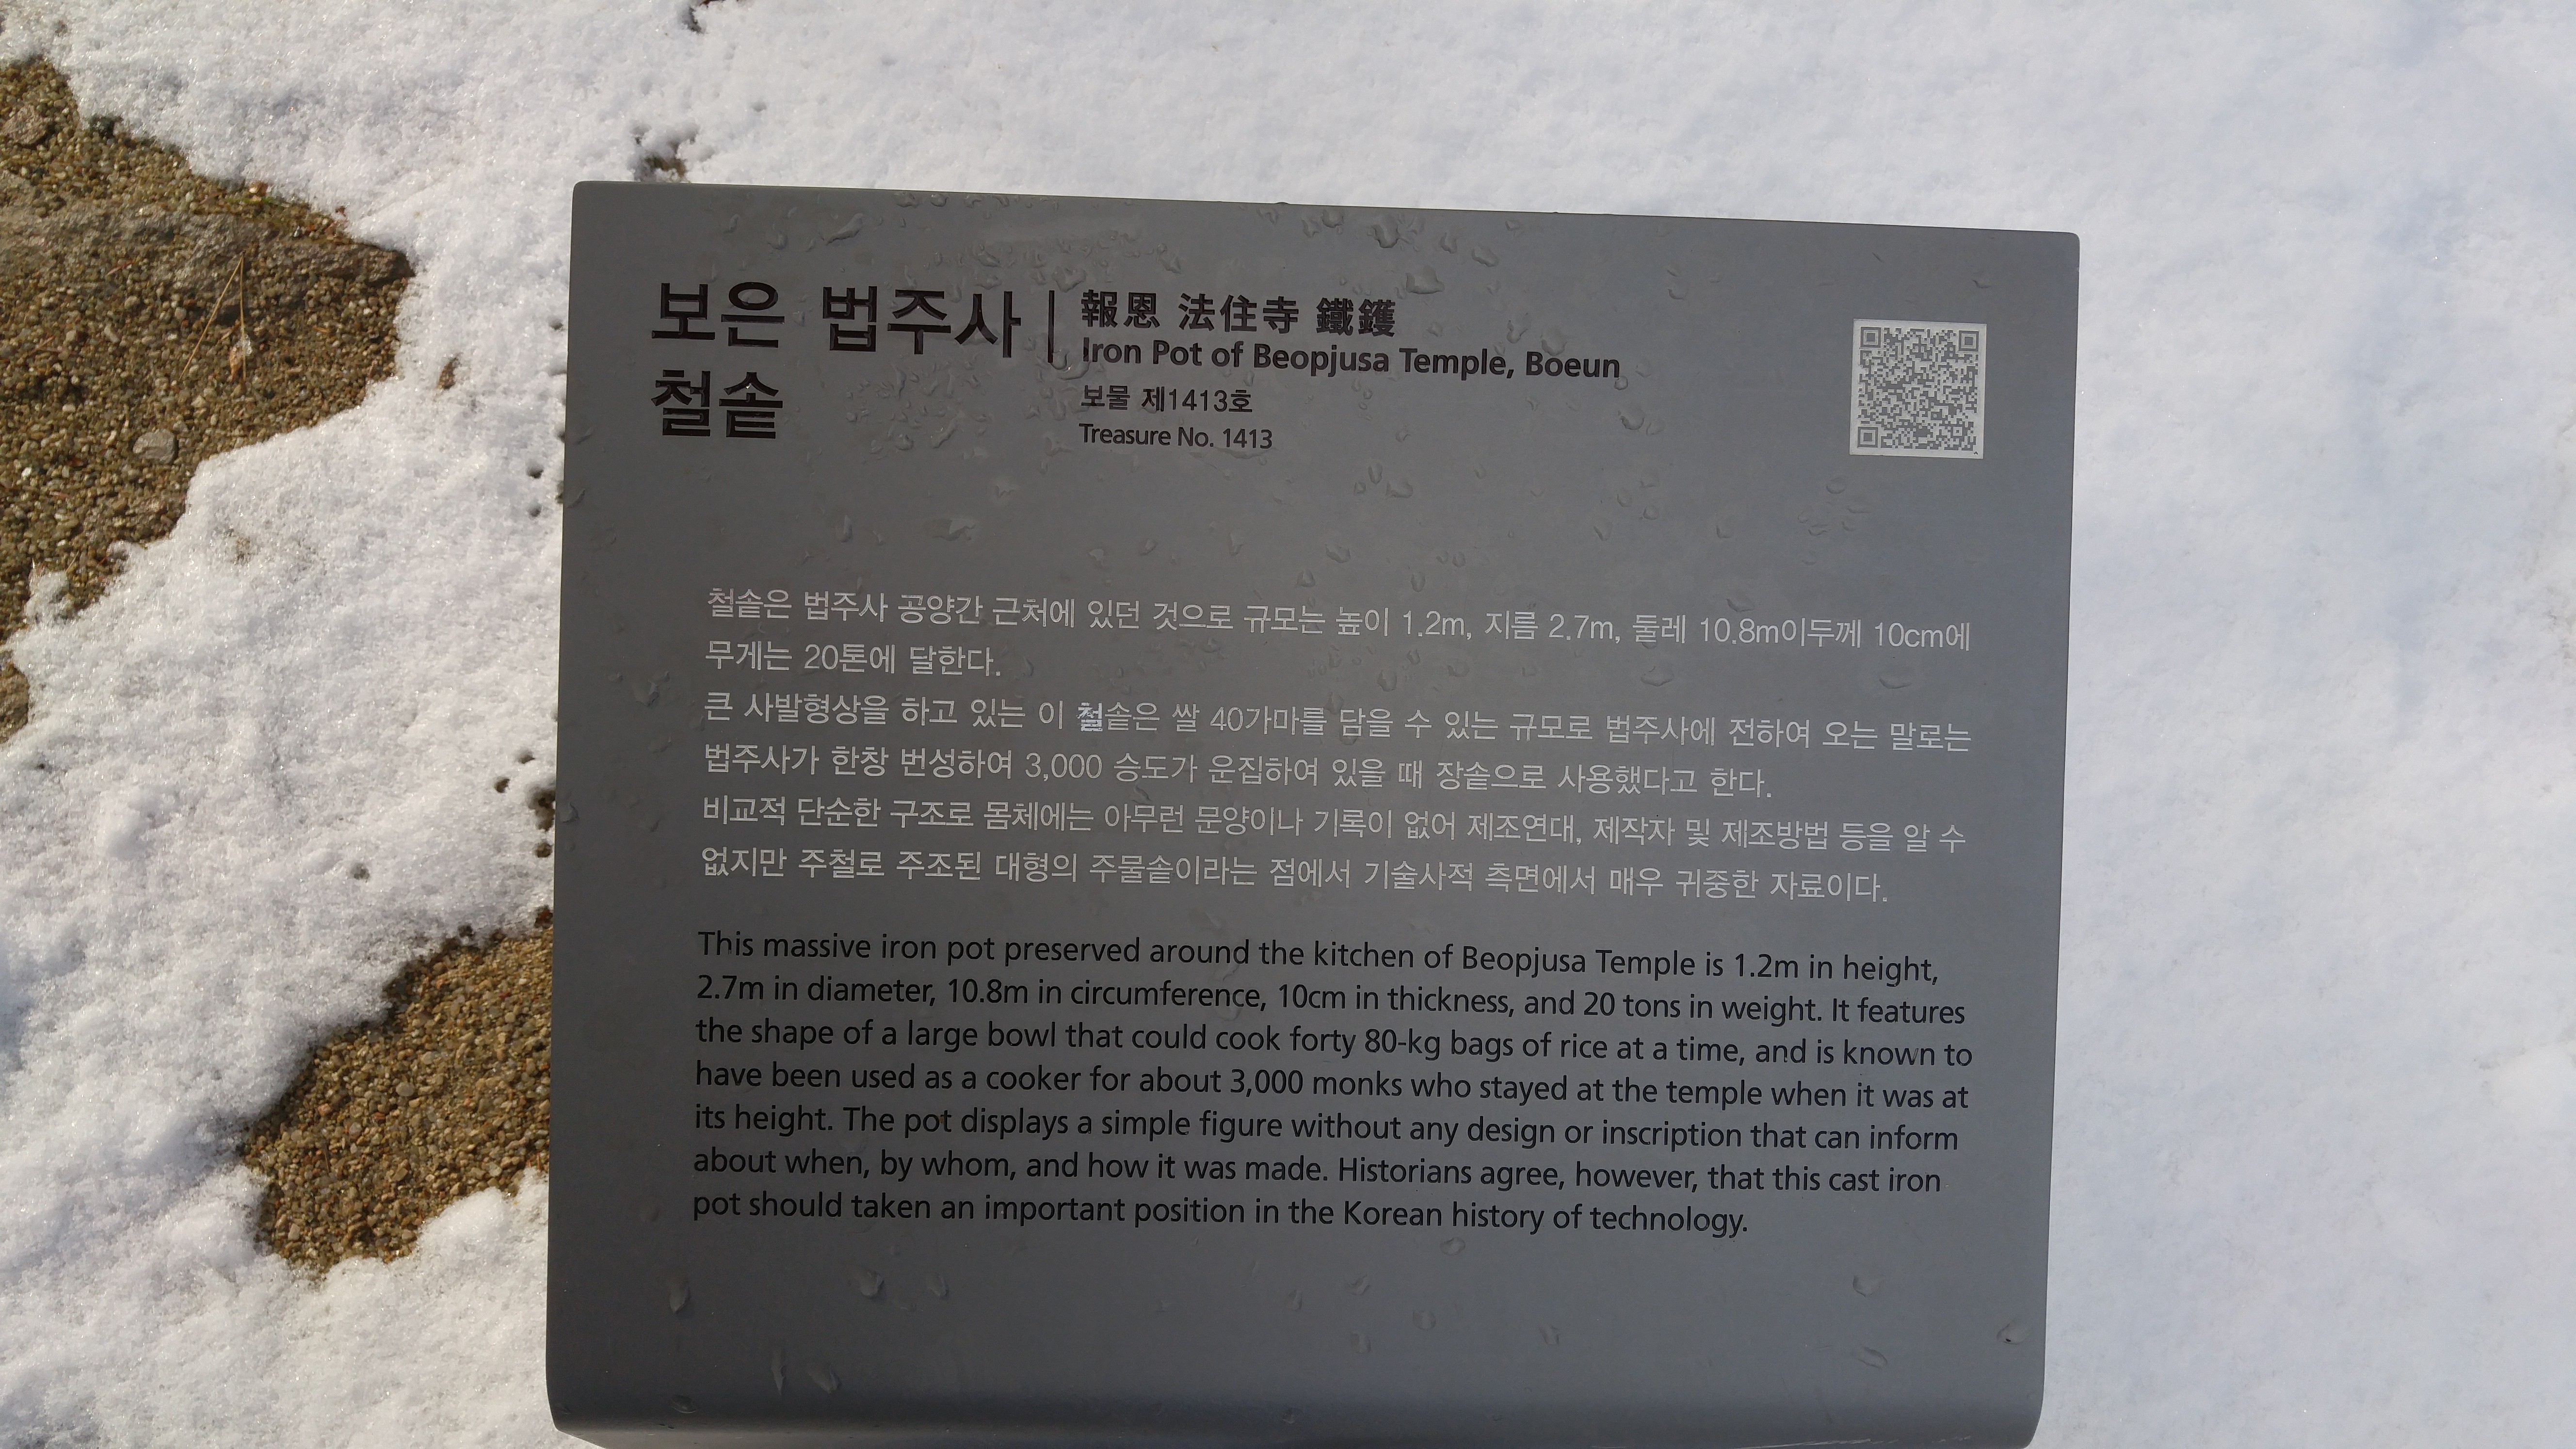 보은 법주사
철솥
報恩 法住寺 鐵鑊
Iron Pot of Beopjusa Temple, Boeun
보물 제1413호
Treasure No. 1413
철솥은 법주사 공양간 근처에 있던 것으로 규모는 높이 1.2m, 지름 2.7m, 둘레 10.8m이두께 10cm에
무게는 20톤에 달한다.
큰 사발형상을 하고 있는 이 철솥은 쌀 40가마를 담을 수 있는 규모로 법주사에 전하여 오는 말로는
법주사가 한창 번성하여 3,000 승도가 운집하여 있을 때 장솥으로 사용했다고 한다.
비교적 단순한 구조로 몸체에는 아무런 문양이나 기록이 없어 제조연대, 제작자 및 제조방법 등을 알 수
없지만 주철로 주조된 대형의 주물솥이라는 점에서 기술사적 측면에서 매우 귀중한 자료이다.
This massive iron pot preserved around the kitchen of Beopjusa Temple is 1.2m in height,
2.7m in diameter, 10.8m in circumference, 10cm in thickness, and 20 tons in weight. It features
the shape of a large bowl that could cook forty 80-kg bags of rice at a time, and is known to
have been used as a cooker for about 3,000 monks who stayed at the temple when it was at
its height. The pot displays a simple figure without any design or inscription that can inform
about when, by whom, and how it was made. Historians agree, however, that this cast iron
pot should taken an important position in the Korean history of technology.